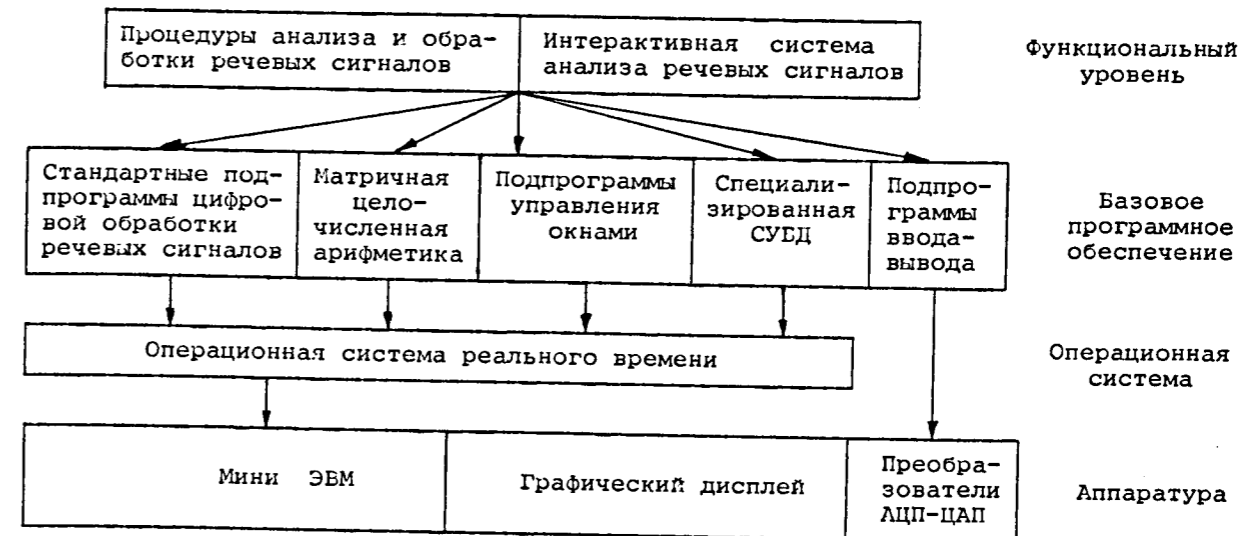 Процедуры анализа и обра-
ботки речевых сигналов
Интерактивная система
анализа речевых сигналов
Функциональный
уровень
Стандартные под-
программы цифро-
вой обработки
речевых сигналов
Матричная
цело-
численная
арифметика
Подпрограммы
управления
окнами
Специали-
зированная
СУБД
Подпро-
граммы
ввода-
вывода
Базовое
программное
обеспечение
Операционная система реального времени
Операционная
система
Мини ЭВМ
Графический дисплей
Преобра-
зователи
АЦП-ЦАП
Аппаратура